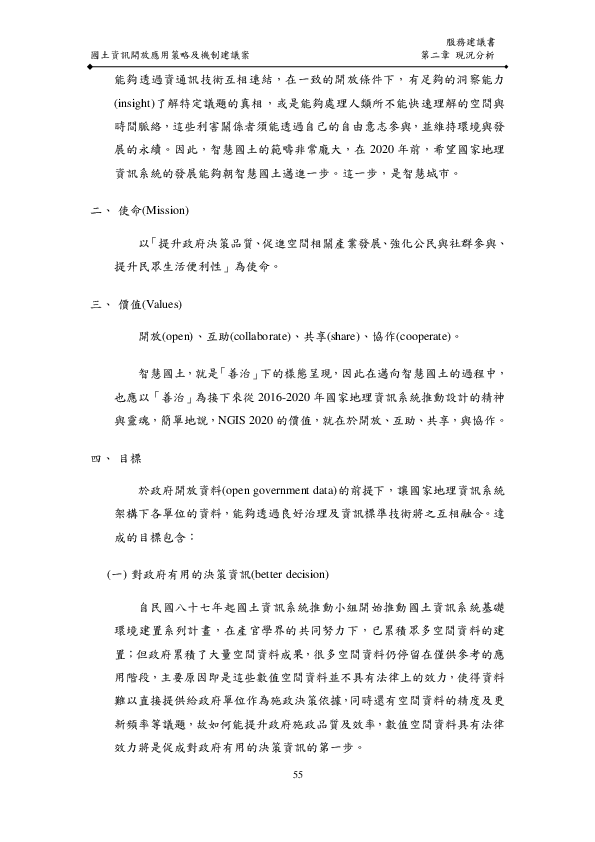 服務建議書
國土資訊開放應用策略及機制建議案 第二章 現況分析
能夠透過資通訊技術互相連結，在一致的開放條件下，有足夠的洞察能力
(insight)了解特定議題的真相，或是能夠處理人類所不能快速理解的空間與
時間脈絡，這些利害關係者須能透過自己的自由意志參與，並維持環境與發
展的永續。因此，智慧國土的範疇非常龐大，在 2020 年前，希望國家地理
資訊系統的發展能夠朝智慧國土邁進一步。這一步，是智慧城市。
二、 使命(Mission)
以「提升政府決策品質、促進空間相關產業發展、強化公民與社群參與、
提升民眾生活便利性」為使命。
三、 價值(Values)
開放(open)、互助(collaborate)、共享(share)、協作(cooperate)。
智慧國土，就是「善治」下的樣態呈現，因此在邁向智慧國土的過程中，
也應以「善治」為接下來從 2016-2020 年國家地理資訊系統推動設計的精神
與靈魂，簡單地說，NGIS 2020 的價值，就在於開放、互助、共享，與協作。
四、 目標
於政府開放資料(open government data)的前提下，讓國家地理資訊系統
架構下各單位的資料，能夠透過良好治理及資訊標準技術將之互相融合。達
成的目標包含：
(一) 對政府有用的決策資訊(better decision)
自民國八十七年起國土資訊系統推動小組開始推動國土資訊系統基礎
環境建置系列計畫，在產官學界的共同努力下，已累積眾多空間資料的建
置；但政府累積了大量空間資料成果，很多空間資料仍停留在僅供參考的應
用階段，主要原因即是這些數值空間資料並不具有法律上的效力，使得資料
難以直接提供給政府單位作為施政決策依據，同時還有空間資料的精度及更
新頻率等議題，故如何能提升政府施政品質及效率，數值空間資料具有法律
效力將是促成對政府有用的決策資訊的第一步。
55